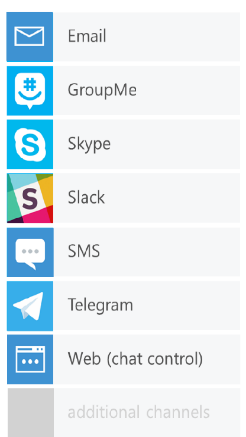 Email
GroupMe
Skype
Slack
SMS
Telegram
Web (chat control)
additional channels